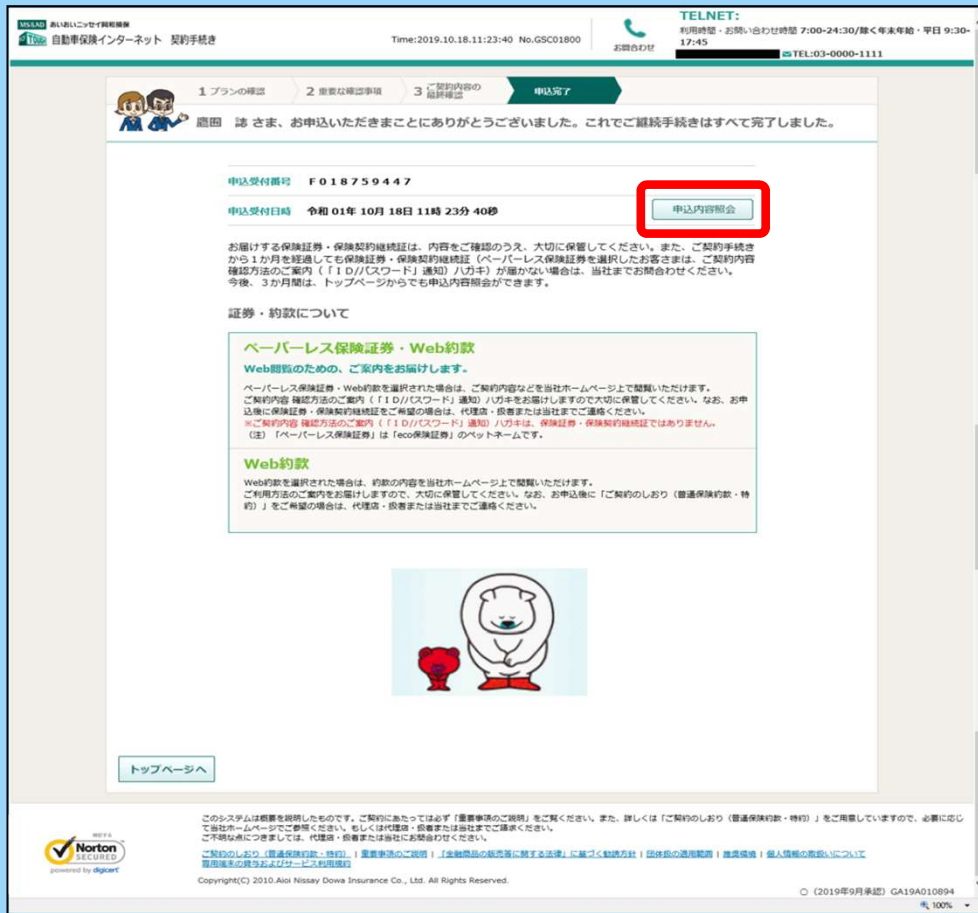 MS&AD あいおいニッセイ同和損保
TOUGH 自動車保険インターネット 契約手続き
Time:2019.10.18.11:23:40 No.GSC01800
お問合わせ
TELNET:
利用時間・お問い合わせ時間 7:00-24:30/除く年末年始・平日 9:30-
17:45
TEL:03-0000-1111
1 プランの確認
2 重要な確認事項
3 ご契約内容の最終確認
申込完了
鷹田 誌 さま、お申込いただきまことにありがとうございました。これでご継続手続きはすべて完了しました。
申込受付番号 F018759447
申込受付日時 令和 01年 10月 18日 11時 23分 40秒
申込内容照会
お届けする保険証券・保険契約継続証は、内容をご確認のうえ、大切に保管してください。また、ご契約手続き
から1か月を経過しても保険証券・保険契約継続証（ペーパーレス保険証券を選択したお客さまは、ご契約内容
確認方法のご案内（「ＩＤ/パスワード」通知）ハガキ）が届かない場合は、当社までお問合わせください。
今後、３か月間は、トップページからでも申込内容照会ができます。
証券・約款について
ペーパーレス保険証券・Web約款
Web閲覧のための、ご案内をお届けします。
ペーパーレス保険証券・Web約款を選択された場合は、ご契約内容などを当社ホームページ上で閲覧いただけます。
ご契約内容 確認方法のご案内（「ＩＤ/パスワード」通知）ハガキをお届けしますので大切に保管してください。なお、お申
込後に保険証券・保険契約継続証をご希望の場合は、代理店・扱者または当社までご連絡ください。
※ご契約内容 確認方法のご案内（「ＩＤ/パスワード」通知）ハガキは、保険証券・保険契約継続証ではありません。
（注）「ペーパーレス保険証券」は「eco保険証券」のペットネームです。
Web約款
Web約款を選択された場合は、約款の内容を当社ホームページ上で閲覧いただけます。
ご利用方法のご案内をお届けしますので、大切に保管してください。なお、お申込後に「ご契約のしおり（普通保険約款・特
約）」をご希望の場合は、代理店・扱者または当社までご連絡ください。
トップページへ
Norton
SECURED
powered by digicert
このシステムは概要を説明したものです。ご契約にあたっては必ず「重要事項のご説明」をご覧ください。また、詳しくは「ご契約のしおり（普通保険約款・特約）」をご用意していますので、必要に応じ
て当社ホームページでご参照ください。もしくは代理店・扱者または当社までご請求ください。
ご不明な点につきましては、代理店・扱者または当社にお問合わせください。
ご契約のしおり（普通保険約款・特約） | 重要事項のご説明 | 「金融商品の販売等に関する法律」に基づく勧誘方針 | 団体扱の適用範囲 | 推奨環境 | 個人情報の取扱いについて
専用端末の貸与およびサービス利用規約
Copyright(C) 2010.Aioi Nissay Dowa Insurance Co., Ltd. All Rights Reserved.
○ （2019年9月承認）GA19A010894
100%